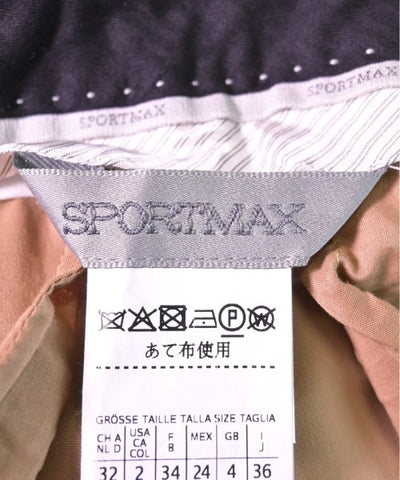 SPORTMAX
SPORTMAX
SPORTMAX
P W
あて布使用
GRÖSSE TAILLE TALLA SIZE TAGLIA
CH A NL D
USA CA COL
F B
MEX
GB
I J
32 2 34 24 4 36